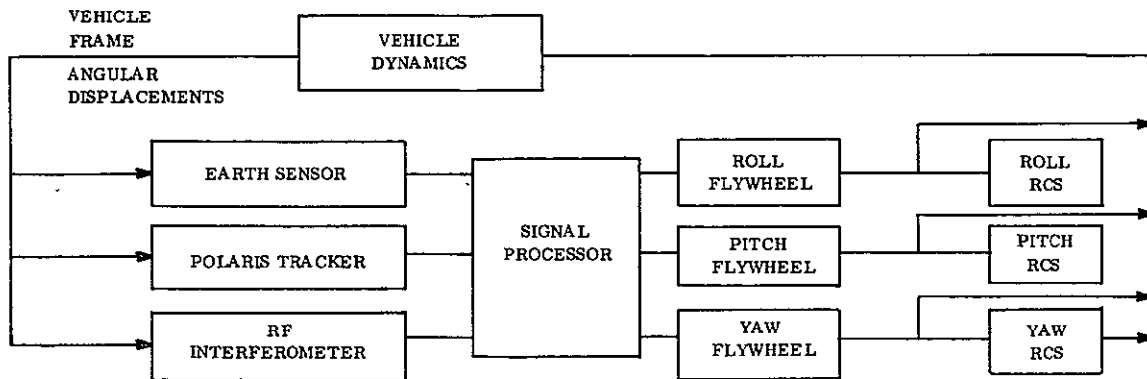 VEHICLE
FRAME
ANGULAR
DISPLACEMENTS
VEHICLE
DYNAMICS
EARTH SENSOR
POLARIS TRACKER
RF
INTERFEROMETER
SIGNAL
PROCESSOR
ROLL
FLYWHEEL
ROLL
RCS
PITCH
FLYWHEEL
PITCH
RCS
YAW
FLYWHEEL
YAW
RCS